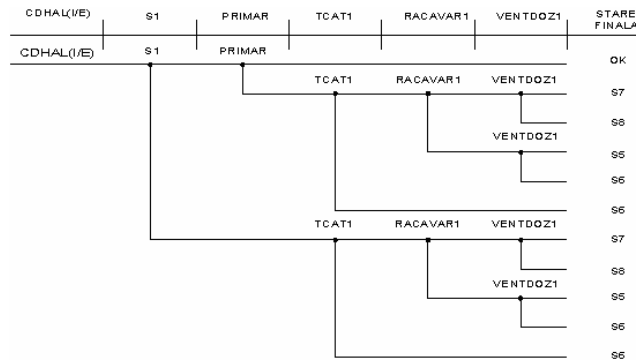 CDHAL(I/E) S1 PRIMAR TCAT1 RACAVAR1 VENTDOZ1 STARE FINALA
CDHAL(I/E) S1 PRIMAR
OK
TCAT1 RACAVAR1 VENTDOZ1
S7
S8
VENTDOZ1
S5
S6
S6
TCAT1 RACAVAR1 VENTDOZ1
S7
S8
VENTDOZ1
S5
S6
S6